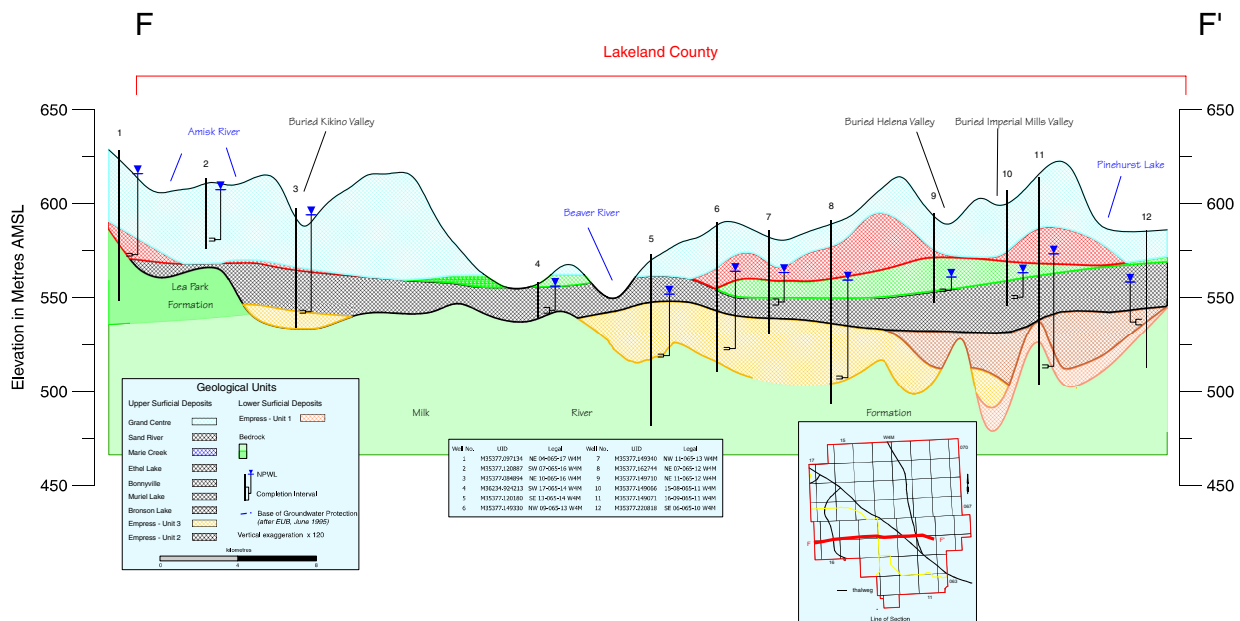 F
F'
Lakeland County
650
650
600
600
550
550
500
500
450
450
Elevation in Metres AMSL
1
Amisk River
2
Buried Kikino Valley
3
Beaver River
4
5
6
7
8
Buried Helena Valley
9
Buried Imperial Mills Valley
10
11
Pinehurst Lake
12
Lea Park
Formation
Milk
River
Formation
Geological Units
Upper Surficial Deposits
Grand Centre
Sand River
Marie Creek
Ethel Lake
Bonnyville
Muriel Lake
Bronson Lake
Empress - Unit 3
Empress - Unit 2
Lower Surficial Deposits
Empress - Unit 1
Bedrock
NPWL
Completion Interval
Base of Groundwater Protection
(after EUB, June 1995)
Vertical exaggeration x 120
kilometres
0 4 8
Well No. UID Legal Well No. UID Legal
1 M35377.097134 NE 04-065-17 W4M 7 M35377.149340 NW 11-065-13 W4M
2 M35377.120887 SW 07-065-16 W4M 8 M35377.162744 NE 07-065-12 W4M
3 M35377.084894 NE 10-065-16 W4M 9 M35377.149710 NE 11-065-12 W4M
4 M36234.924213 SW 17-065-14 W4M 10 M35377.149066 15-08-065-11 W4M
5 M35377.120180 SE 13-065-14 W4M 11 M35377.149071 16-09-065-11 W4M
6 M35377.149330 NW 09-065-13 W4M 12 M35377.220818 SE 06-065-10 W4M
W4M
15
070
17
067
F
F'
16
063
11
thalweg
Line of Section